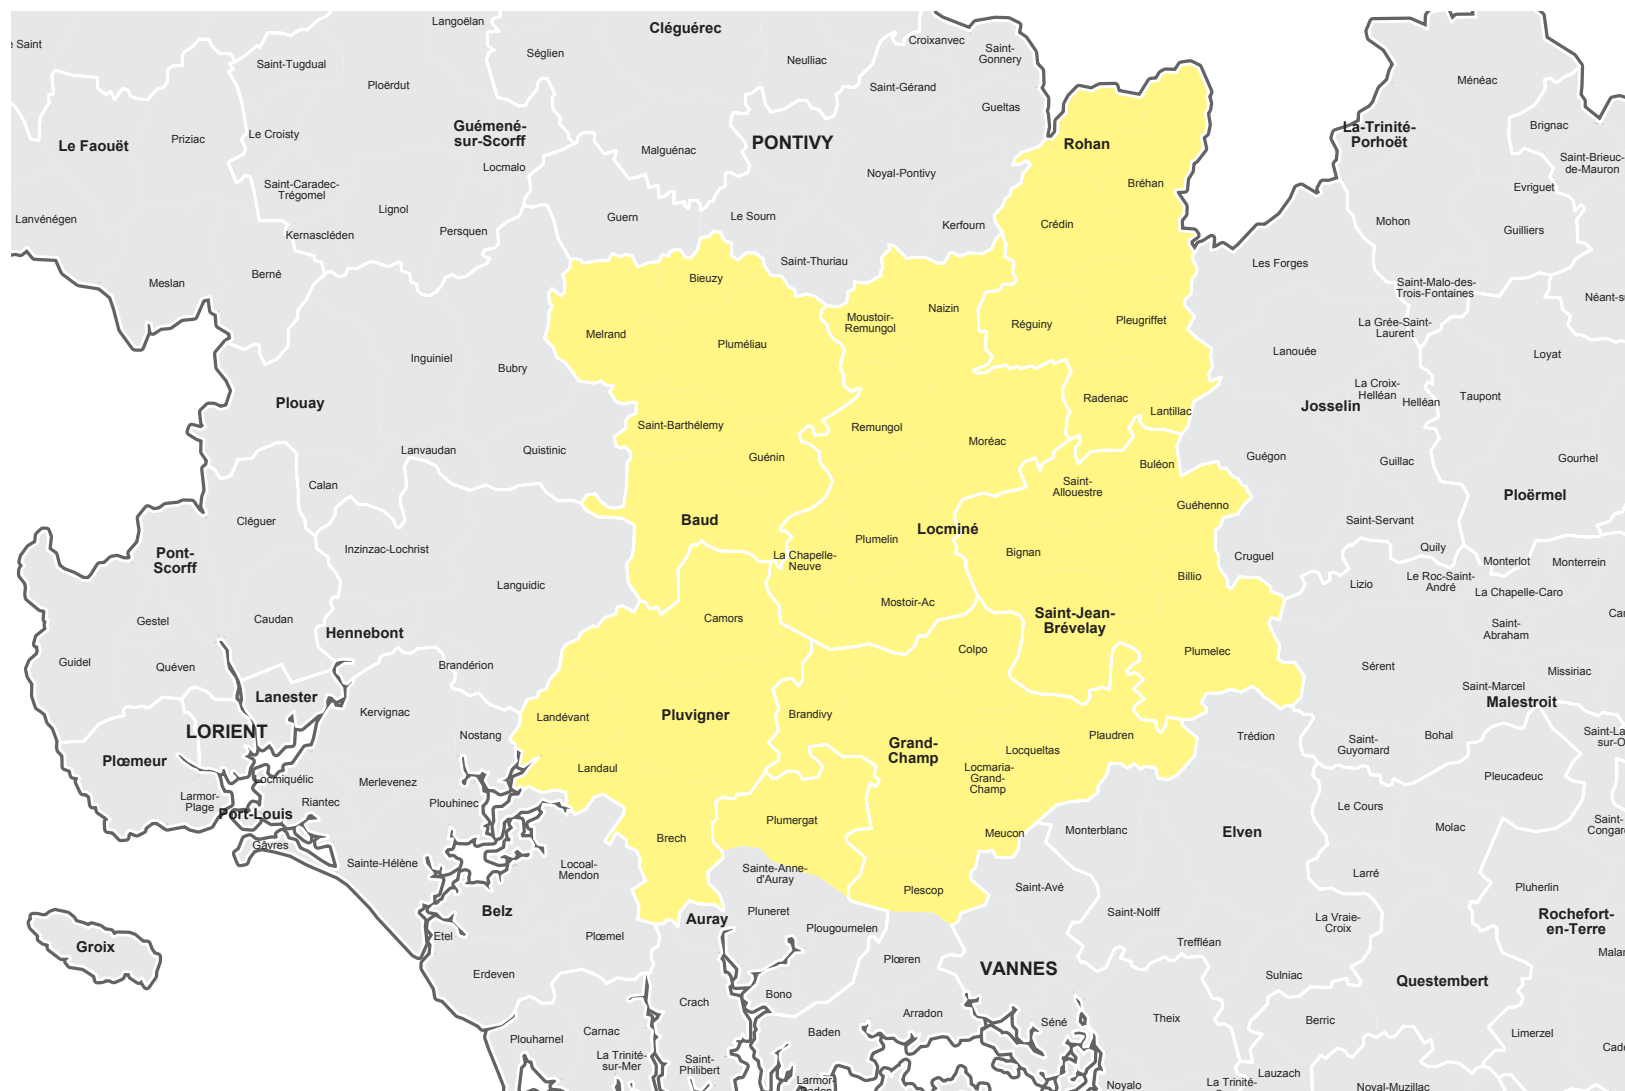 Langoëlan
Cléguérec
Croixanvec
Saint-
Gonnery
Saint
Séglien
Neulliac
Saint-Tugdual
Ploërdut
Saint-Gérand
Gueltas
Ménéac
Le Faouët
Priziac
Le Croisty
Guémené-
sur-Scorff
Locmalo
Malguénac
PONTIVY
Noyal-Pontivy
Rohan
Bréhan
La-Trinité-
Porhoët
Brignac
Saint-Brieuc-
de-Mauron
Evriguet
Saint-Caradec-
Trégomel
Lignol
Lanvénégen
Kernascléden
Persquen
Guern
Le Sourn
Kerfourn
Crédin
Mohon
Guilliers
Meslan
Berné
Saint-Thuriau
Bieuzy
Les Forges
Saint-Malo-des-
Trois-Fontaines
Néant-s
Melrand
Pluméliau
Moustoir-
Remungol
Naizin
Réguiny
Pleugriffet
La Grée-Saint-
Laurent
Lanouée
Loyat
Inguiniel
Bubry
Plouay
Radenac
Lantillac
La Croix-
Helléan
Josselin
Helléan
Taupont
Saint-Barthélemy
Remungol
Moréac
Lanvaudan
Quistinic
Guénin
Buléon
Guégon
Guillac
Gourhel
Calan
Saint-
Allouestre
Guéhenno
Ploërmel
Cléguer
Baud
Locminé
Saint-Servant
Inzinzac-Lochrist
Plumelin
La Chapelle-
Neuve
Bignan
Cruguel
Quily
Monterlot
Monterrein
Pont-
Scorff
Languidic
Billio
Lizio
Le Roc-Saint-
André
La Chapelle-Caro
Mostoir-Ac
Gestel
Caudan
Hennebont
Camors
Saint-Jean-
Brévelay
Saint-
Abraham
Guidel
Quéven
Brandérion
Colpo
Plumelec
Sérent
Missiriac
Saint-Marcel
Malestroit
Lanester
Kervignac
Landévant
Pluvigner
Brandivy
LORIENT
Nostang
Grand-
Champ
Locqueltas
Plaudren
Trédion
Saint-
Guyomard
Bohal
Saint-La
sur-O
Plœmeur
Locmiquélic
Merlevenez
Landaul
Locmaria-
Grand-
Champ
Pleucadeuc
Larmor-
Plage
Riantec
Port-Louis
Plouhinec
Le Cours
Plumergat
Meucon
Monterblanc
Elven
Molac
Saint-
Congar
Gâvres
Brech
Sainte-Hélène
Locoal-
Mendon
Sainte-Anne-
d'Auray
Plescop
Saint-Avé
Larré
Pluherlin
Belz
Auray
Pluneret
Saint-Nolff
La Vraie-
Croix
Rochefort-
en-Terre
Groix
Etel
Plœmel
Plougoumelen
Treffléan
Malan
Erdeven
Plœren
VANNES
Sulniac
Questembert
Crach
Bono
Arradon
Séné
Theix
Berric
Plouharnel
Carnac
Baden
Limerzel
La Trinité-
sur-Mer
Saint-
Philibert
Larmor-
Noyalo
La Trinité-
Lauzach
Noyal-Muzillac